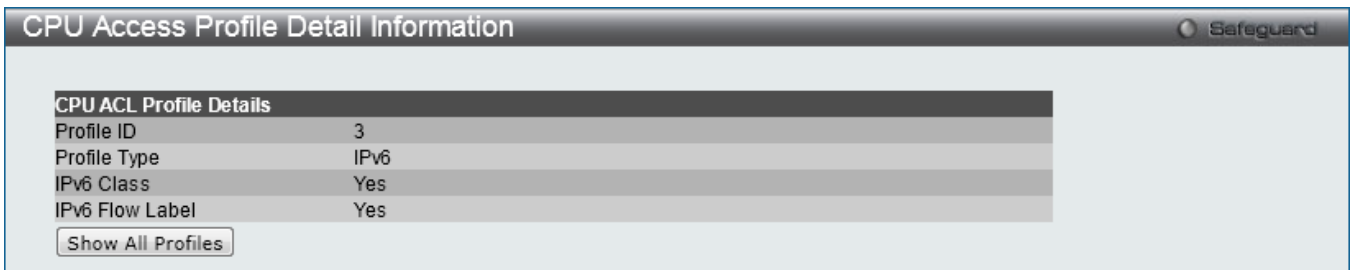 CPU Access Profile Detail Information
Safeguard
CPU ACL Profile Details
Profile ID 3
Profile Type IPv6
IPv6 Class Yes
IPv6 Flow Label Yes
Show All Profiles